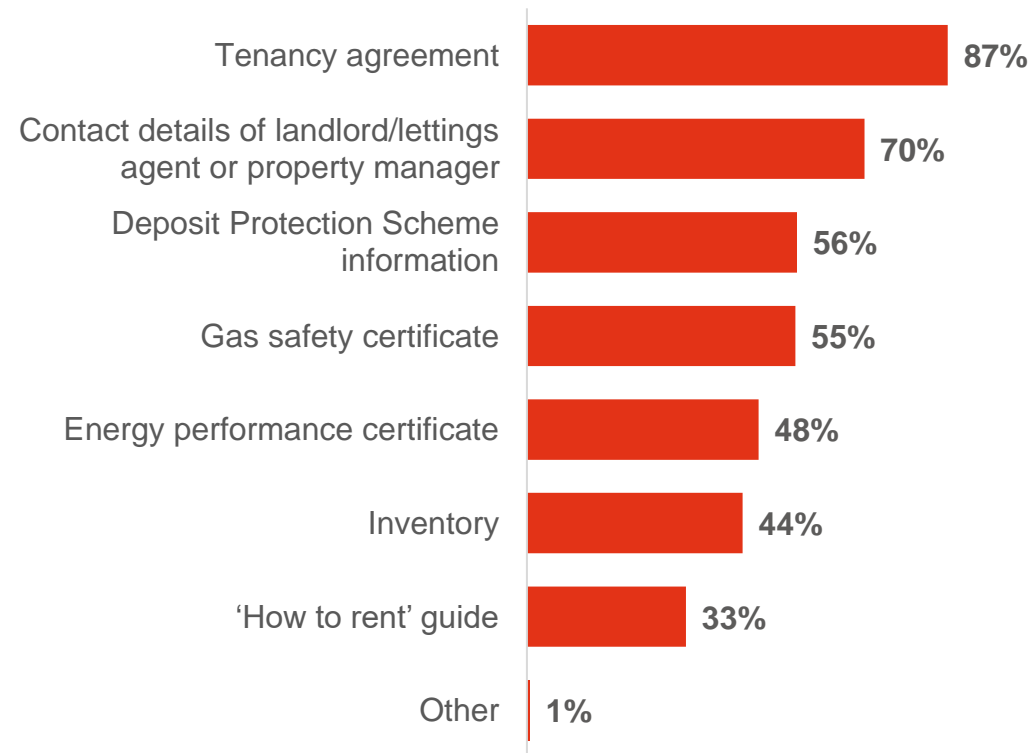 Tenancy agreement
87%
Contact details of landlord/lettings
agent or property manager
70%
Deposit Protection Scheme
information
56%
Gas safety certificate
55%
Energy performance certificate
48%
Inventory
44%
‘How to rent’ guide
33%
Other
1%